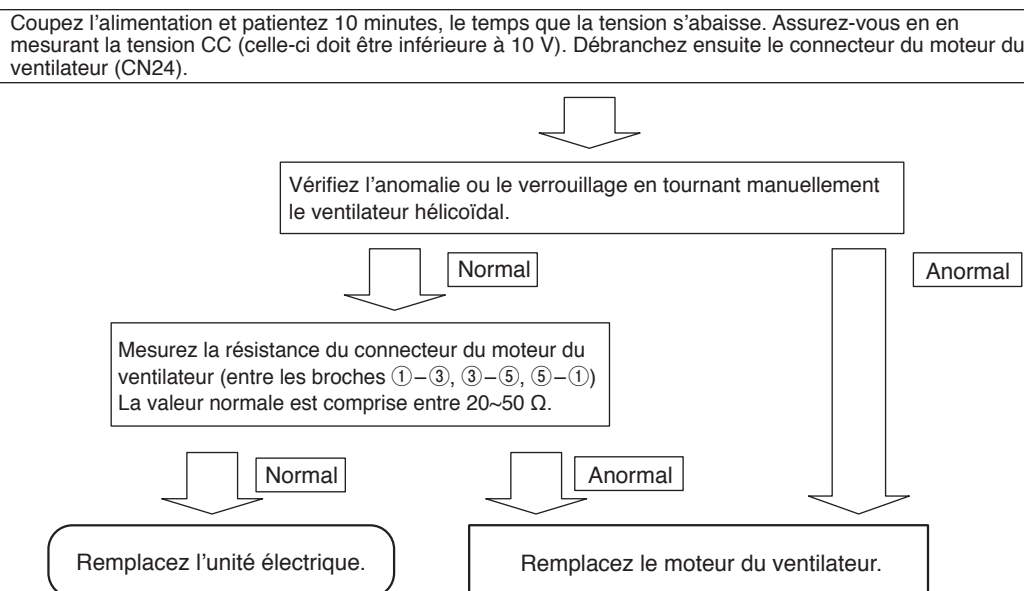 Coupez l’alimentation et patientez 10 minutes, le temps que la tension s’abaisse. Assurez-vous en en
mesurant la tension CC (celle-ci doit être inférieure à 10 V). Débranchez ensuite le connecteur du moteur du
ventilateur (CN24).
Vérifiez l’anomalie ou le verrouillage en tournant manuellement
le ventilateur hélicoïdal.
Normal
Anormal
Mesurez la résistance du connecteur du moteur du
ventilateur (entre les broches ①–③, ③–⑤, ⑤–①)
La valeur normale est comprise entre 20~50 Ω.
Normal
Anormal
Remplacez l’unité électrique.
Remplacez le moteur du ventilateur.